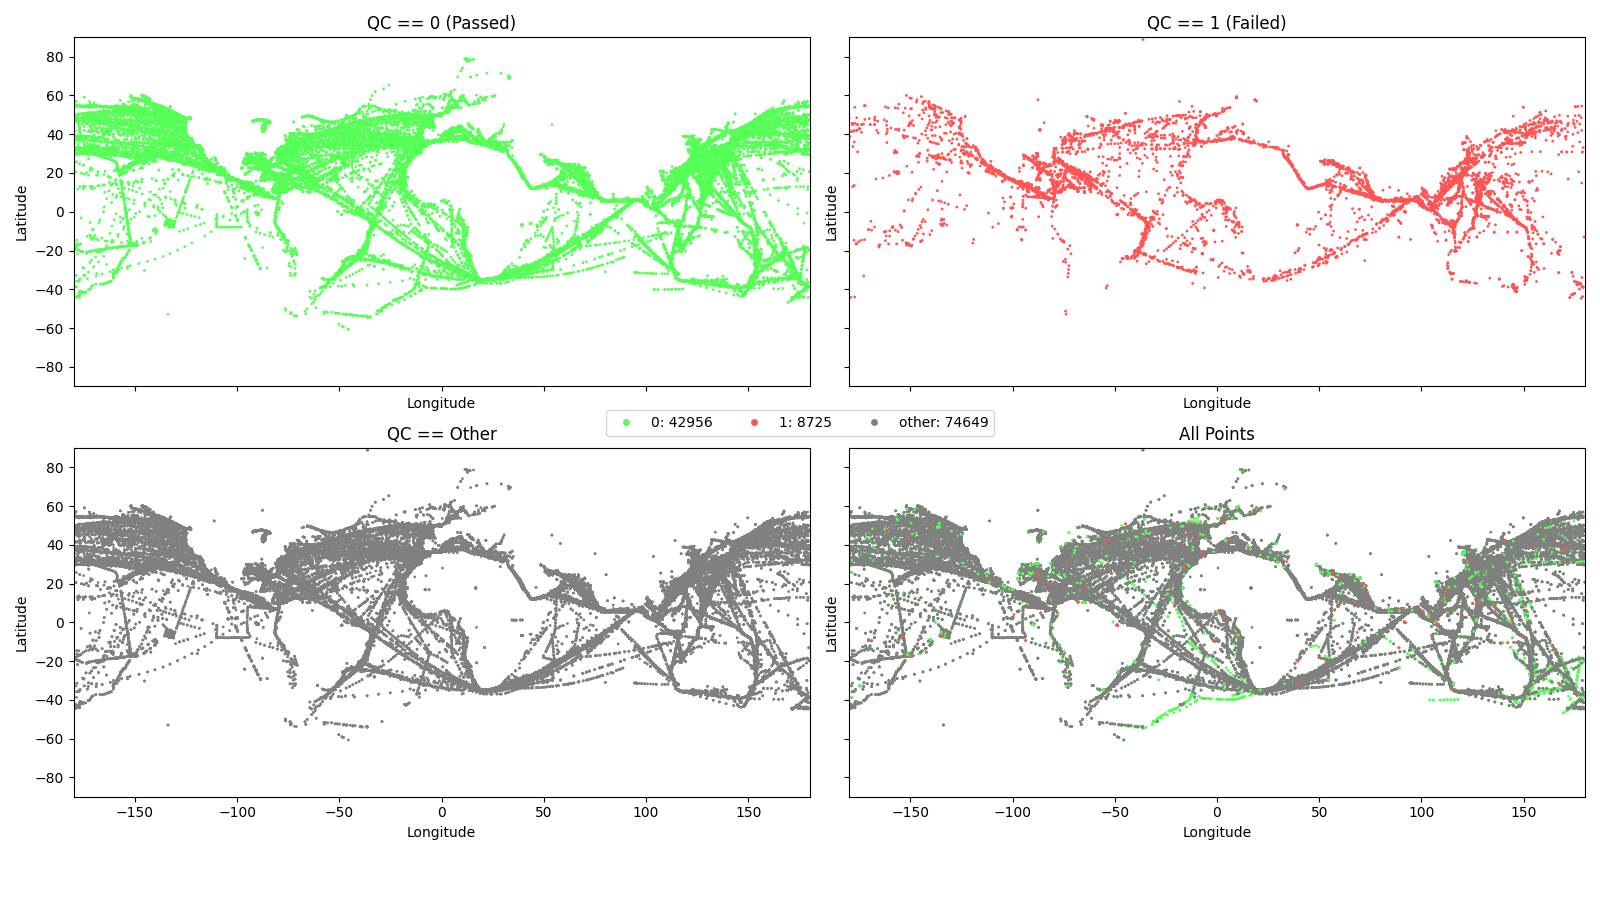 QC == 0 (Passed)
QC == 1 (Failed)
Latitude
80
60
40
20
0
−20
−40
−60
−80
Longitude
Latitude
Longitude
0: 42956
1: 8725
other: 74649
QC == Other
All Points
Latitude
80
60
40
20
0
−20
−40
−60
−80
−150
−100
−50
0
50
100
150
Longitude
Latitude
−150
−100
−50
0
50
100
150
Longitude